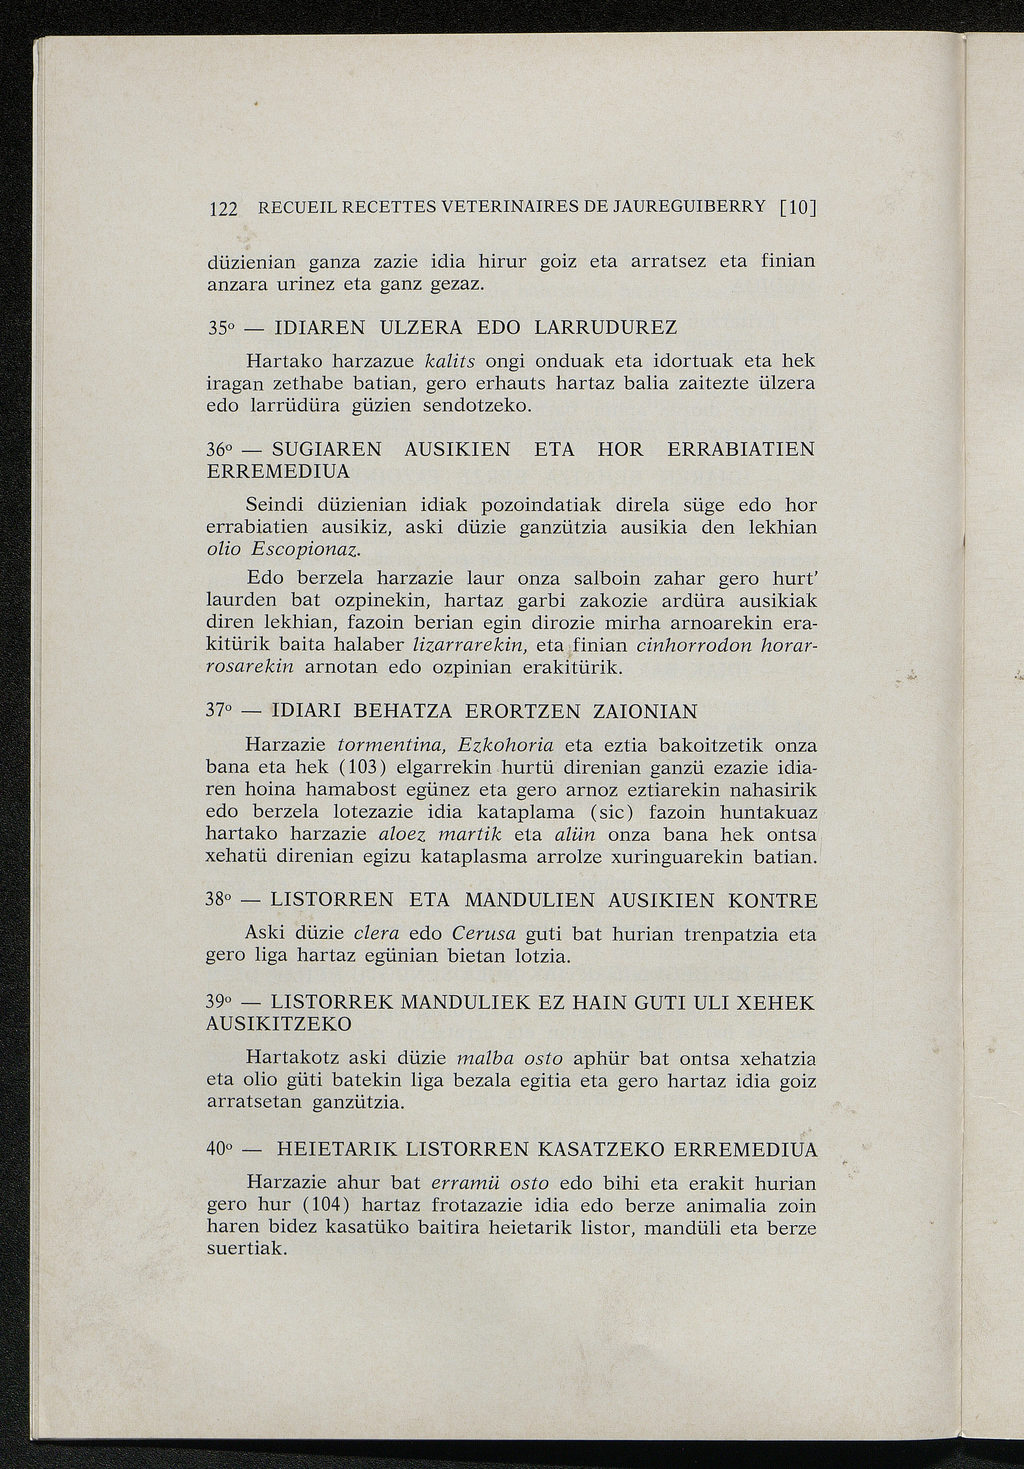 122 RECUEIL RECETTES VETERINAIRES DE JAUREGUIBERRY [10]
düzienian ganza zazie idia hirur goiz eta arratsez eta finian
anzara urinez eta ganz gezaz.
35º — IDIAREN ULZERA EDO LARRUDUREZ
Hartako harzazue kalits ongi onduak eta idortuak eta hek
iragan zethabe batian, gero erhauts hartaz balia zaitezte ülzera
edo larrüdüra güzien sendotzeko.
36º — SUGIAREN AUSIKIEN ETA HOR ERRABIATIEN
ERREMEDIUA
Seindi düzienian idiak pozoindatiak direla süge edo hor
errabiatien ausikiz, aski düzie ganzützia ausikia den lekhian
olio Escopionaz.
Edo berzela harzazie laur onza salboin zahar gero hurt'
laurden bat ozpinekin, hartaz garbi zakozie ardüra ausikiak
diren lekhian, fazoin berian egin dirozie mirha arnoarekin era-
kitürik baita halaber lizarrarekin, eta finian cinhorrodon horar-
rosarekin arnotan edo ozpinian erakitürik.
37º — IDIARI BEHATZA ERORTZEN ZAIONIAN
Harzazie tormentina, Ezkohoria eta eztia bakoitzetik onza
bana eta hek (103) elgarrekin hurtü direnian ganzü ezazie idia-
ren hoina hamabost egünez eta gero arnoz eztiarekin nahasirik
edo berzela lotezazie idia kataplama (sic) fazoin huntakuaz
hartako harzazie aloez martik eta alün onza bana hek ontsa
xehatü direnian egizu kataplasma arrolze xuringuarekin batian.
38º — LISTORREN ETA MANDULIEN AUSIKIEN KONTRE
Aski düzie clera edo Cerusa guti bat hurian trenpatzia eta
gero liga hartaz egünian bietan lotzia.
39º — LISTORREK MANDULIEK EZ HAIN GUTI ULI XEHEK
AUSIKITZEKO
Hartakotz aski düzie malba osto aphür bat ontsa xehatzia
eta olio güti batekin liga bezala egitia eta gero hartaz idia goiz
arratsetan ganzützia.
40º — HEIETARIK LISTORREN KASATZEKO ERREMEDIUA
Harzazie ahur bat erramü osto edo bihi eta erakit hurian
gero hur (104) hartaz frotazazie idia edo berze animalia zoin
haren bidez kasatüko baitira heietarik listor, mandüli eta berze
suertiak.